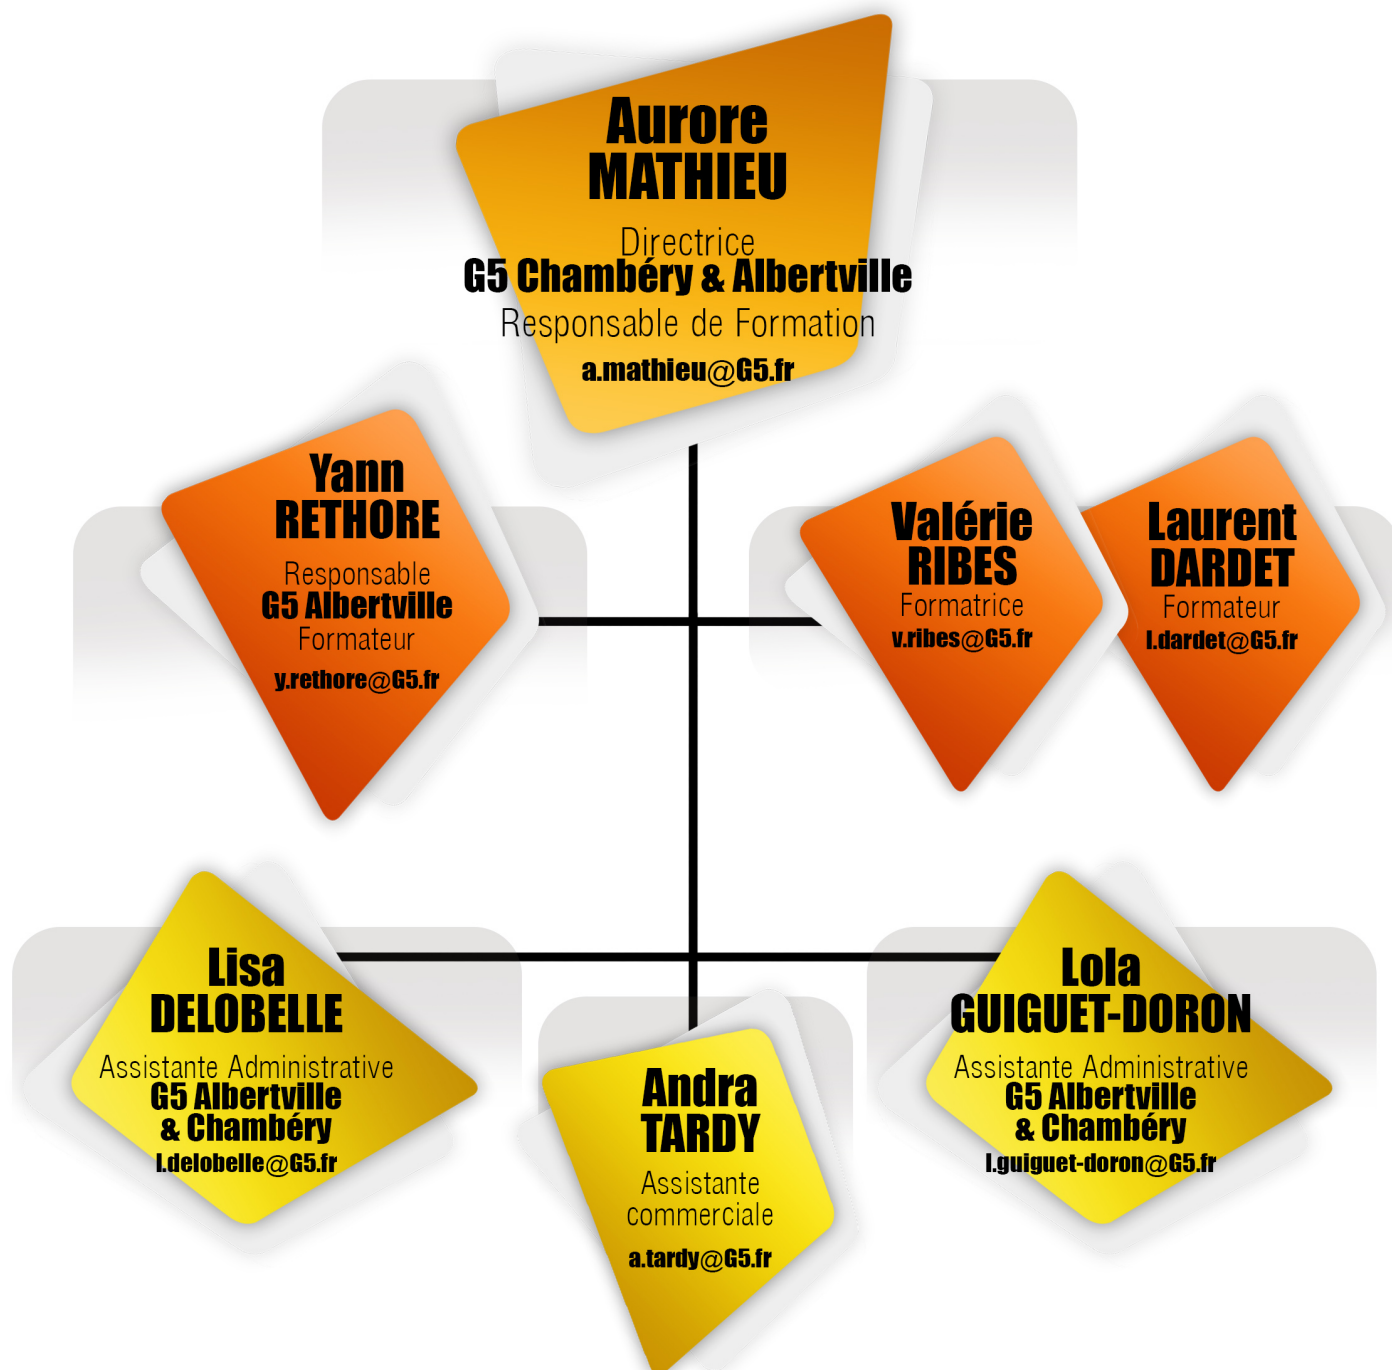 Aurore
MATHIEU
Directrice
G5 Chambéry & Albertville
Responsable de Formation
a.mathieu@G5.fr
Yann
RETHORE
Responsable
G5 Albertville
Formateur
y.rethore@G5.fr
Valérie
RIBES
Formatrice
v.ribes@G5.fr
Laurent
DARDET
Formateur
l.dardet@G5.fr
Lisa
DELOBELLE
Assistante Administrative
G5 Albertville
& Chambéry
l.delobelle@G5.fr
Andra
TARDY
Assistante
commerciale
a.tardy@G5.fr
Lola
GUIGUET-DORON
Assistante Administrative
G5 Albertville
& Chambéry
l.guiguet-doron@G5.fr